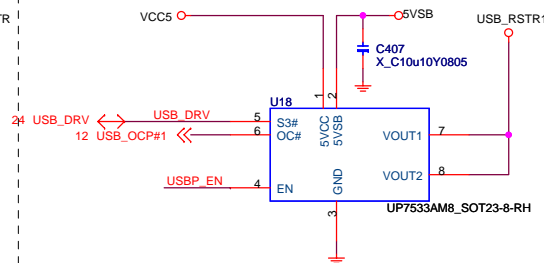 TR
VCC5
5VSB
USB_RSTR1
C407
X_C10u10Y0805
1
2
U18
24 USB_DRV
USB_DRV
5
S3#
5VCC
5VSB
VOUT1
7
12 USB_OCP#1
6
OC#
USBP_EN
4
EN
GND
VOUT2
8
3
UP7533AM8_SOT23-8-RH